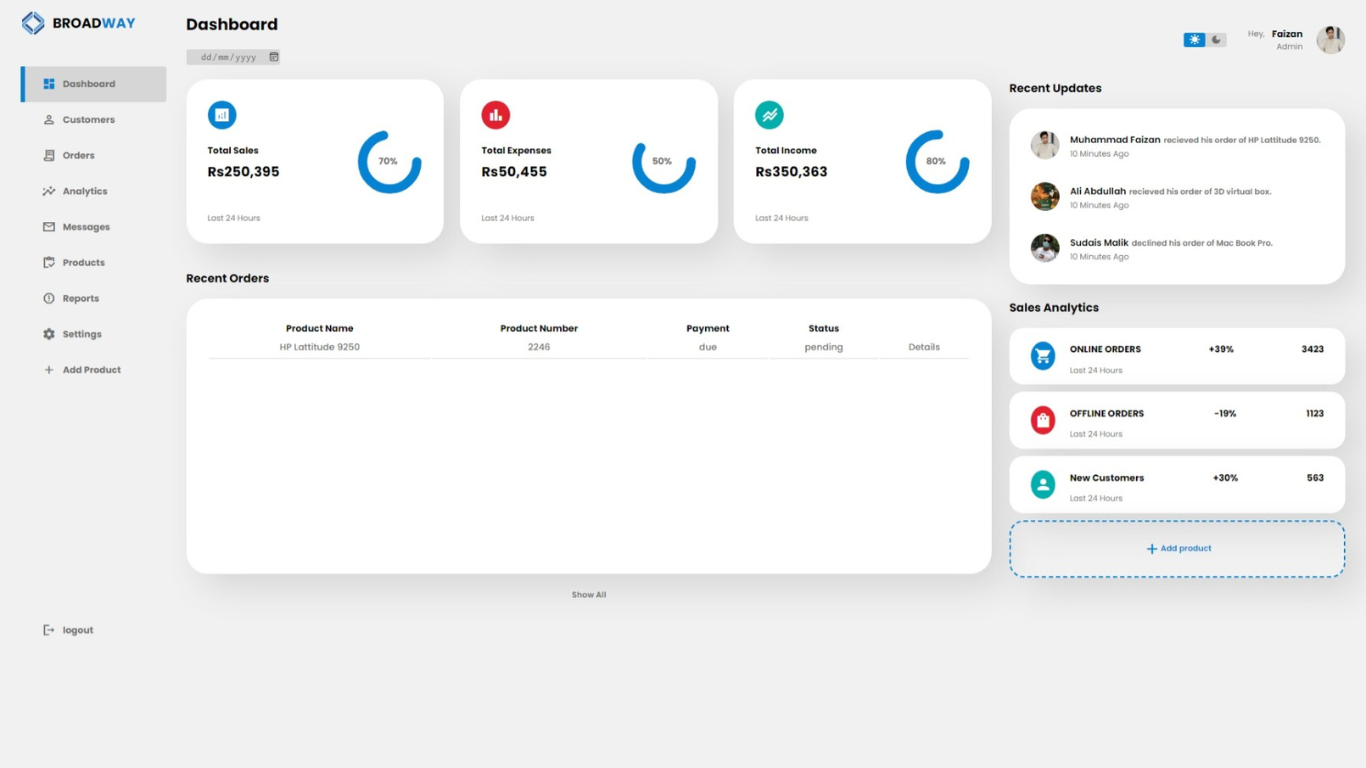 BROADWAY
Dashboard
Customers
Orders
Analytics
Messages
Products
Reports
Settings
Add Product
logout
Dashboard
dd/mm/yyyy
Total Sales
Rs250,395
70%
Last 24 Hours
Total Expenses
Rs50,455
50%
Last 24 Hours
Total Income
Rs350,363
80%
Last 24 Hours
Recent Orders
Product Name Product Number Payment Status
HP Lattitude 9250 2246 due pending Details
Show All
Hey, Faizan
Admin
Recent Updates
Muhammad Faizan recieved his order of HP Lattitude 9250.
10 Minutes Ago
Ali Abdullah recieved his order of 3D virtual box.
10 Minutes Ago
Sudais Malik declined his order of Mac Book Pro.
10 Minutes Ago
Sales Analytics
ONLINE ORDERS +39% 3423
Last 24 Hours
OFFLINE ORDERS -19% 1123
Last 24 Hours
New Customers +30% 563
Last 24 Hours
Add product